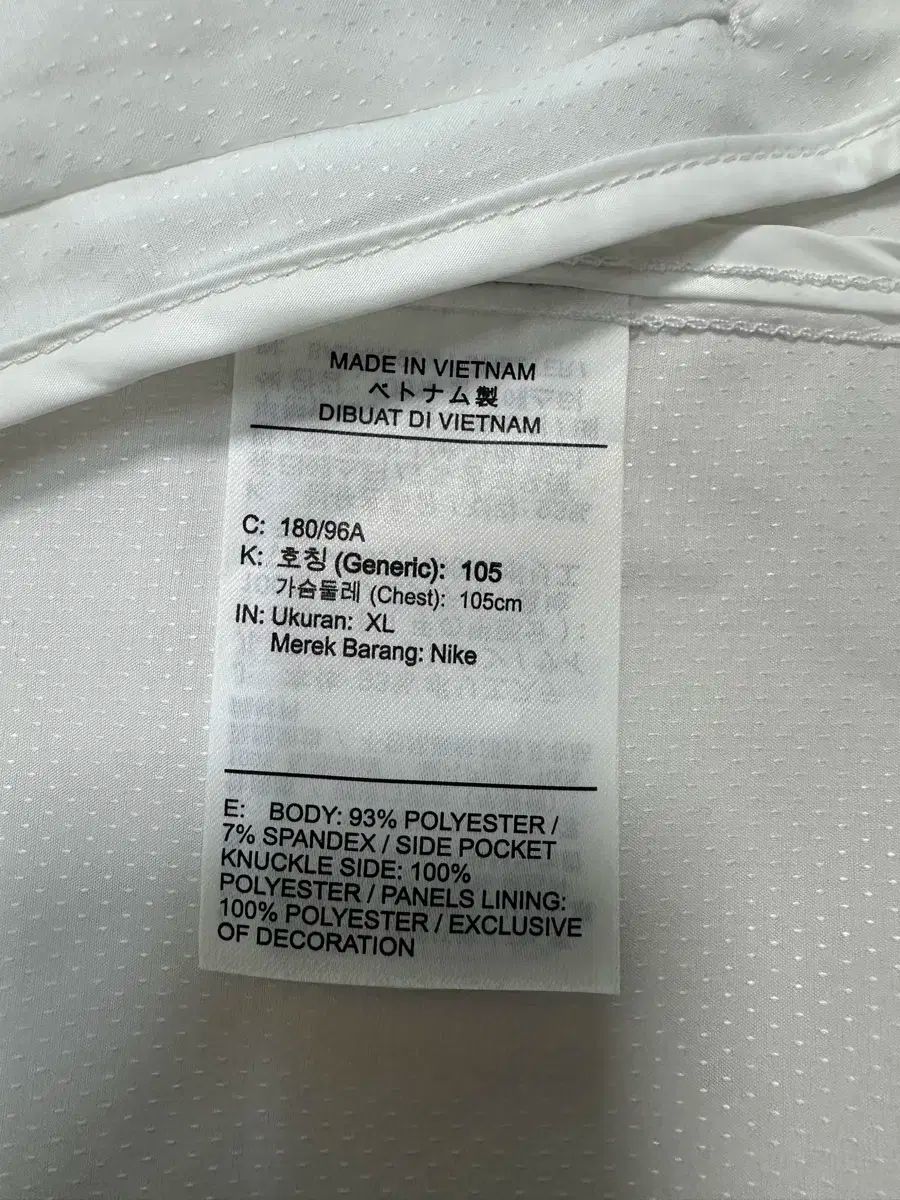 MADE IN VIETNAM
ベトナム製
DIBUAT DI VIETNAM
C: 180/96A
K: 호칭 (Generic): 105
가슴둘레 (Chest): 105cm
IN: Ukuran: XL
Merek Barang: Nike
E: BODY: 93% POLYESTER /
7% SPANDEX / SIDE POCKET
KNUCKLE SIDE: 100%
POLYESTER / PANELS LINING:
100% POLYESTER / EXCLUSIVE
OF DECORATION